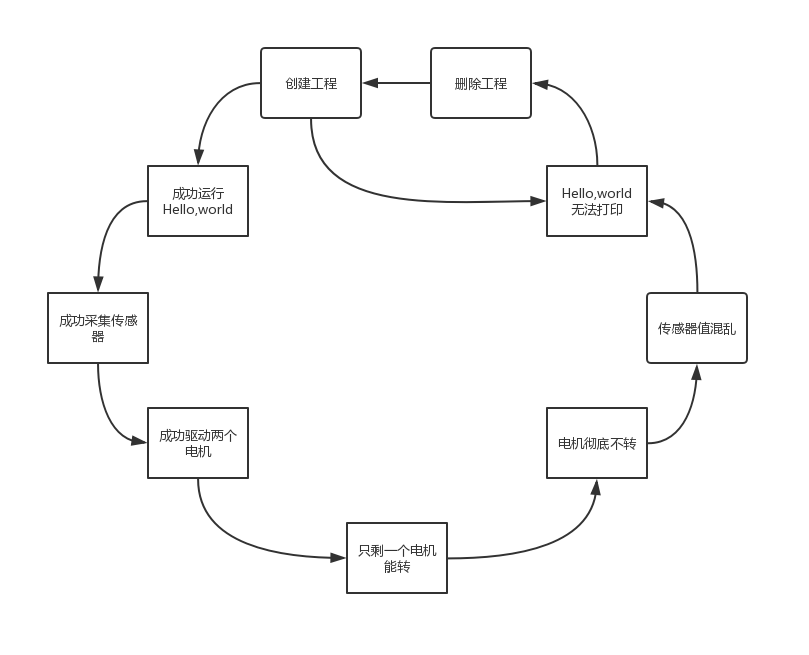 创建工程
删除工程
成功运行
Hello,world
Hello,world
无法打印
成功采集传感
器
传感器值混乱
成功驱动两个
电机
电机彻底不转
只剩一个电机
能转